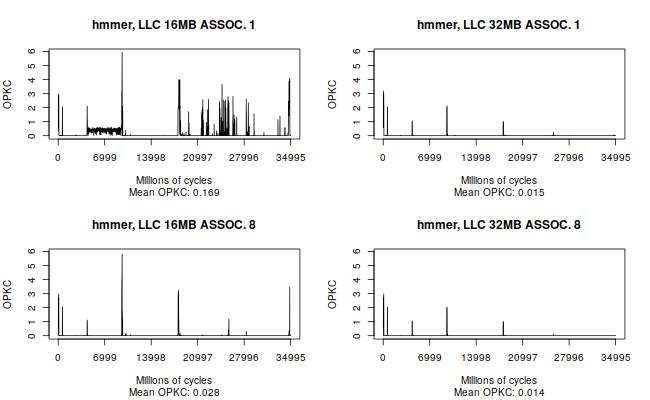 hmmer, LLC 16MB ASSOC. 1
OPKC
0 1 2 3 4 5 6
0 6999 13998 20997 27996 34995
Millions of cycles
Mean OPKC: 0.169
hmmer, LLC 32MB ASSOC. 1
OPKC
0 1 2 3 4 5 6
0 6999 13998 20997 27996 34995
Millions of cycles
Mean OPKC: 0.015
hmmer, LLC 16MB ASSOC. 8
OPKC
0 1 2 3 4 5 6
0 6999 13998 20997 27996 34995
Millions of cycles
Mean OPKC: 0.028
hmmer, LLC 32MB ASSOC. 8
OPKC
0 1 2 3 4 5 6
0 6999 13998 20997 27996 34995
Millions of cycles
Mean OPKC: 0.014